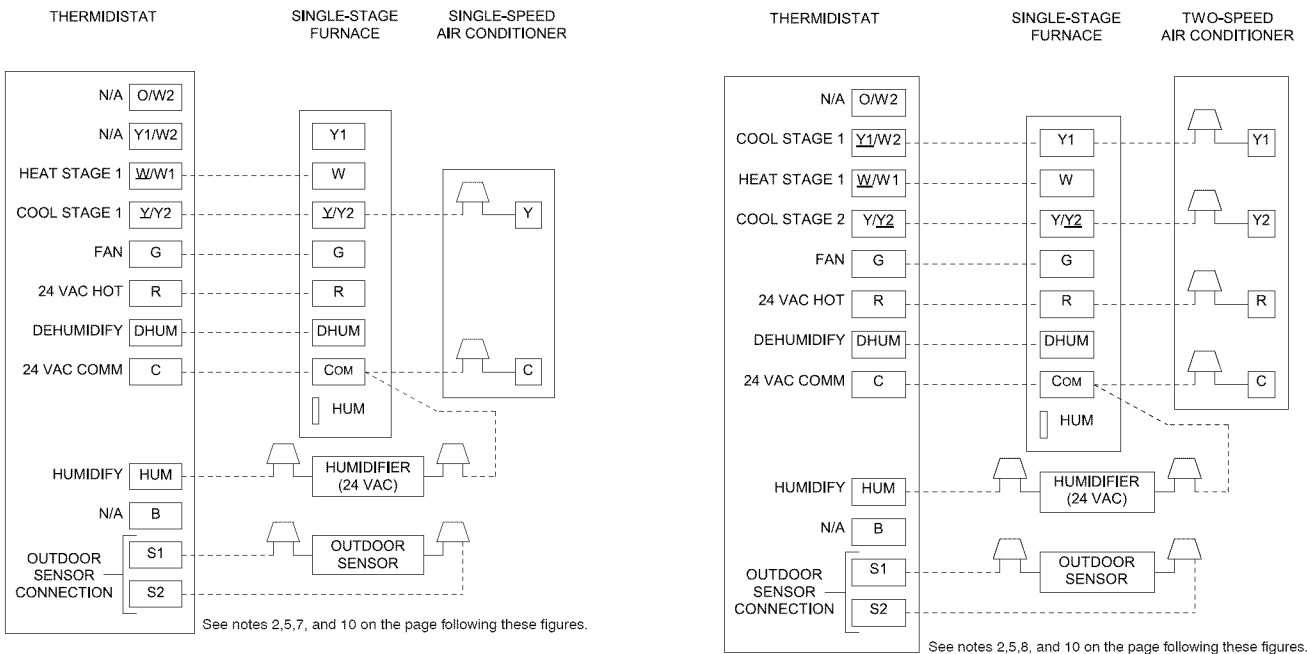 THERMIDISTAT
SINGLE-STAGE
FURNACE
SINGLE-SPEED
AIR CONDITIONER
N/A O/W2
N/A Y1/W2 Y1
HEAT STAGE 1 W/W1 W
COOL STAGE 1 Y/Y2 Y/Y2 Y
FAN G G
24 VAC HOT R R
DEHUMIDIFY DHUM DHUM
24 VAC COMM C COM C
HUM
HUMIDIFY HUM HUMIDIFIER
(24 VAC)
N/A B
OUTDOOR
SENSOR
CONNECTION
S1
S2
OUTDOOR
SENSOR
See notes 2,5,7, and 10 on the page following these figures.
THERMIDISTAT
SINGLE-STAGE
FURNACE
TWO-SPEED
AIR CONDITIONER
N/A O/W2
COOL STAGE 1 Y1/W2 Y1 Y1
HEAT STAGE 1 W/W1 W
COOL STAGE 2 Y/Y2 Y/Y2 Y2
FAN G G
24 VAC HOT R R R
DEHUMIDIFY DHUM DHUM
24 VAC COMM C COM C
HUM
HUMIDIFY HUM HUMIDIFIER
(24 VAC)
N/A B
OUTDOOR
SENSOR
CONNECTION
S1
S2
OUTDOOR
SENSOR
See notes 2,5,8, and 10 on the page following these figures.